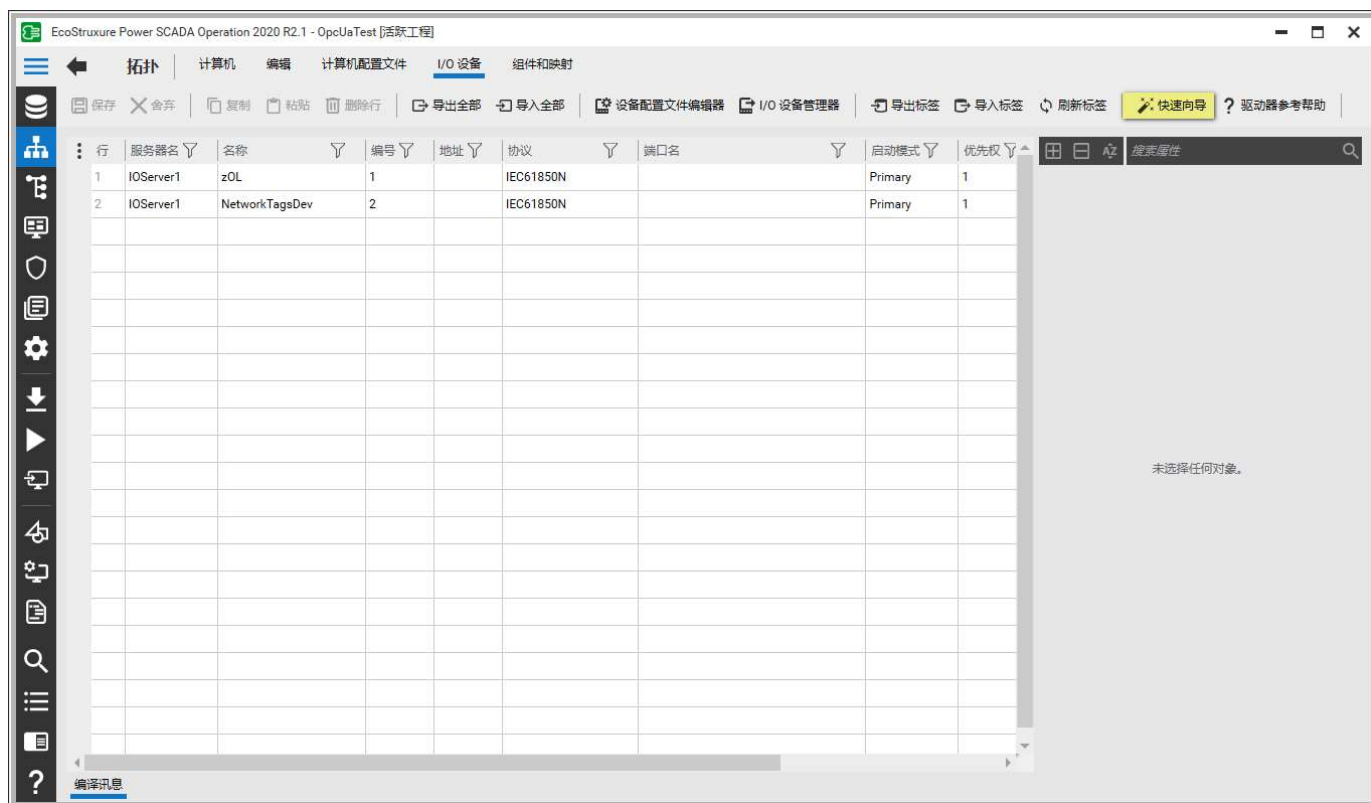 EcoStruxure Power SCADA Operation 2020 R2.1 - OpcUaTest [活跃工程]
拓扑 计算机 编辑 计算机配置文件 I/O 设备 组件和映射
保存 舍弃 复制 粘贴 删除行 导出全部 导入全部 设备配置文件编辑器 I/O 设备管理器 导出标签 导入标签 刷新标签 快速向导 ? 驱动器参考帮助
行 服务器名 名称 编号 地址 协议 端口名 启动模式 优先权 AZ 搜索属性
1 IOServer1 zOL 1 IEC61850N Primary 1
2 IOServer1 NetworkTagsDev 2 IEC61850N Primary 1
未选择任何对象。
编译讯息